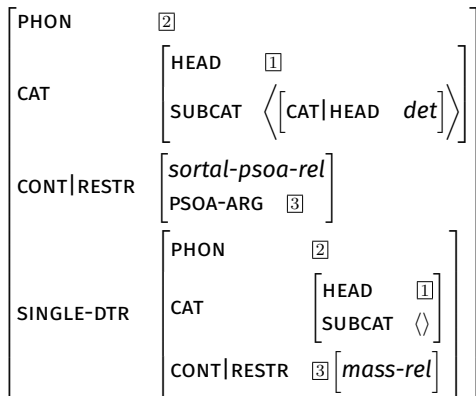 PHON 2
HEAD 1
CAT
SUBCAT ⟨[CAT|HEAD det]⟩
sortal-psoa-rel
CONT|RESTR
PSOA-ARG 3
PHON 2
HEAD 1
SINGLE-DTR CAT
SUBCAT ⟨⟩
CONT|RESTR 3 [mass-rel]